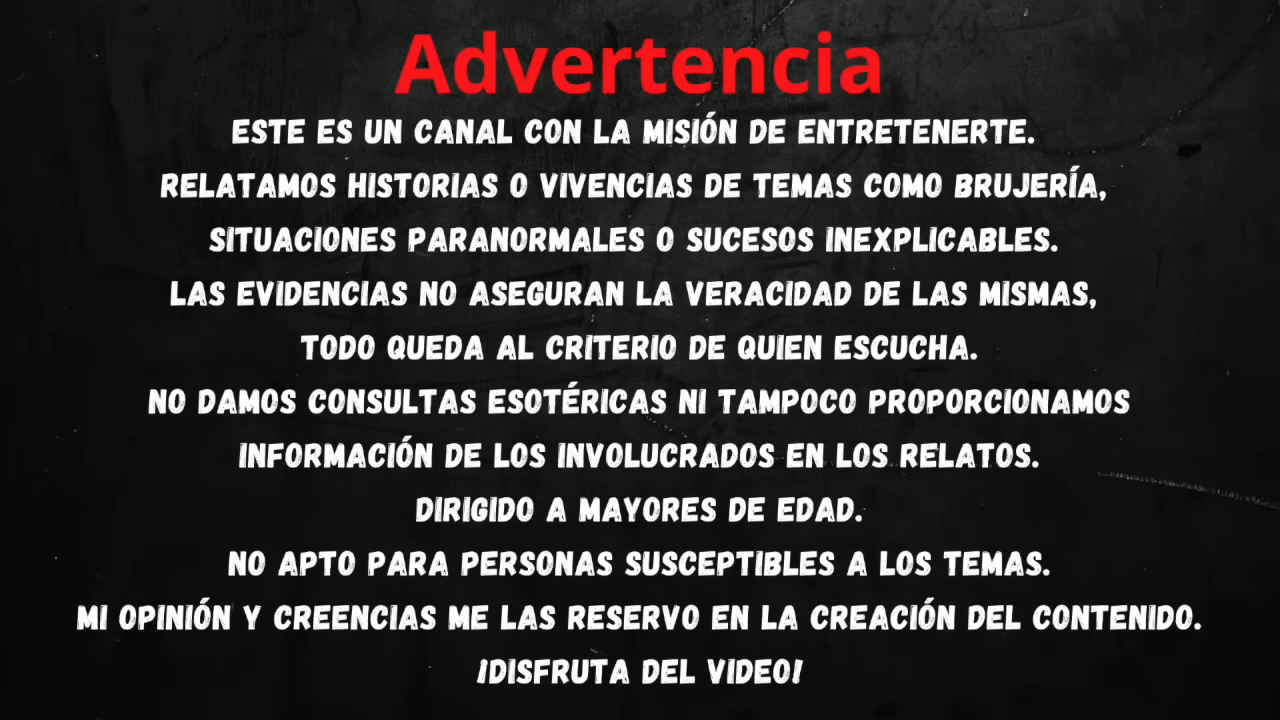 Advertencia
ESTE ES UN CANAL CON LA MISIÓN DE ENTRETENERTE.
RELATAMOS HISTORIAS O VIVENCIAS DE TEMAS COMO BRUJERÍA,
SITUACIONES PARANORMALES O SUCESOS INEXPLICABLES.
LAS EVIDENCIAS NO ASEGURAN LA VERACIDAD DE LAS MISMAS,
TODO QUEDA AL CRITERIO DE QUIEN ESCUCHA.
NO DAMOS CONSULTAS ESOTÉRICAS NI TAMPOCO PROPORCIONAMOS
INFORMACIÓN DE LOS INVOLUCRADOS EN LOS RELATOS.
DIRIGIDO A MAYORES DE EDAD.
NO APTO PARA PERSONAS SUSCEPTIBLES A LOS TEMAS.
MI OPINIÓN Y CREENCIAS ME LAS RESERVO EN LA CREACIÓN DEL CONTENIDO.
¡DISFRUTA DEL VIDEO!